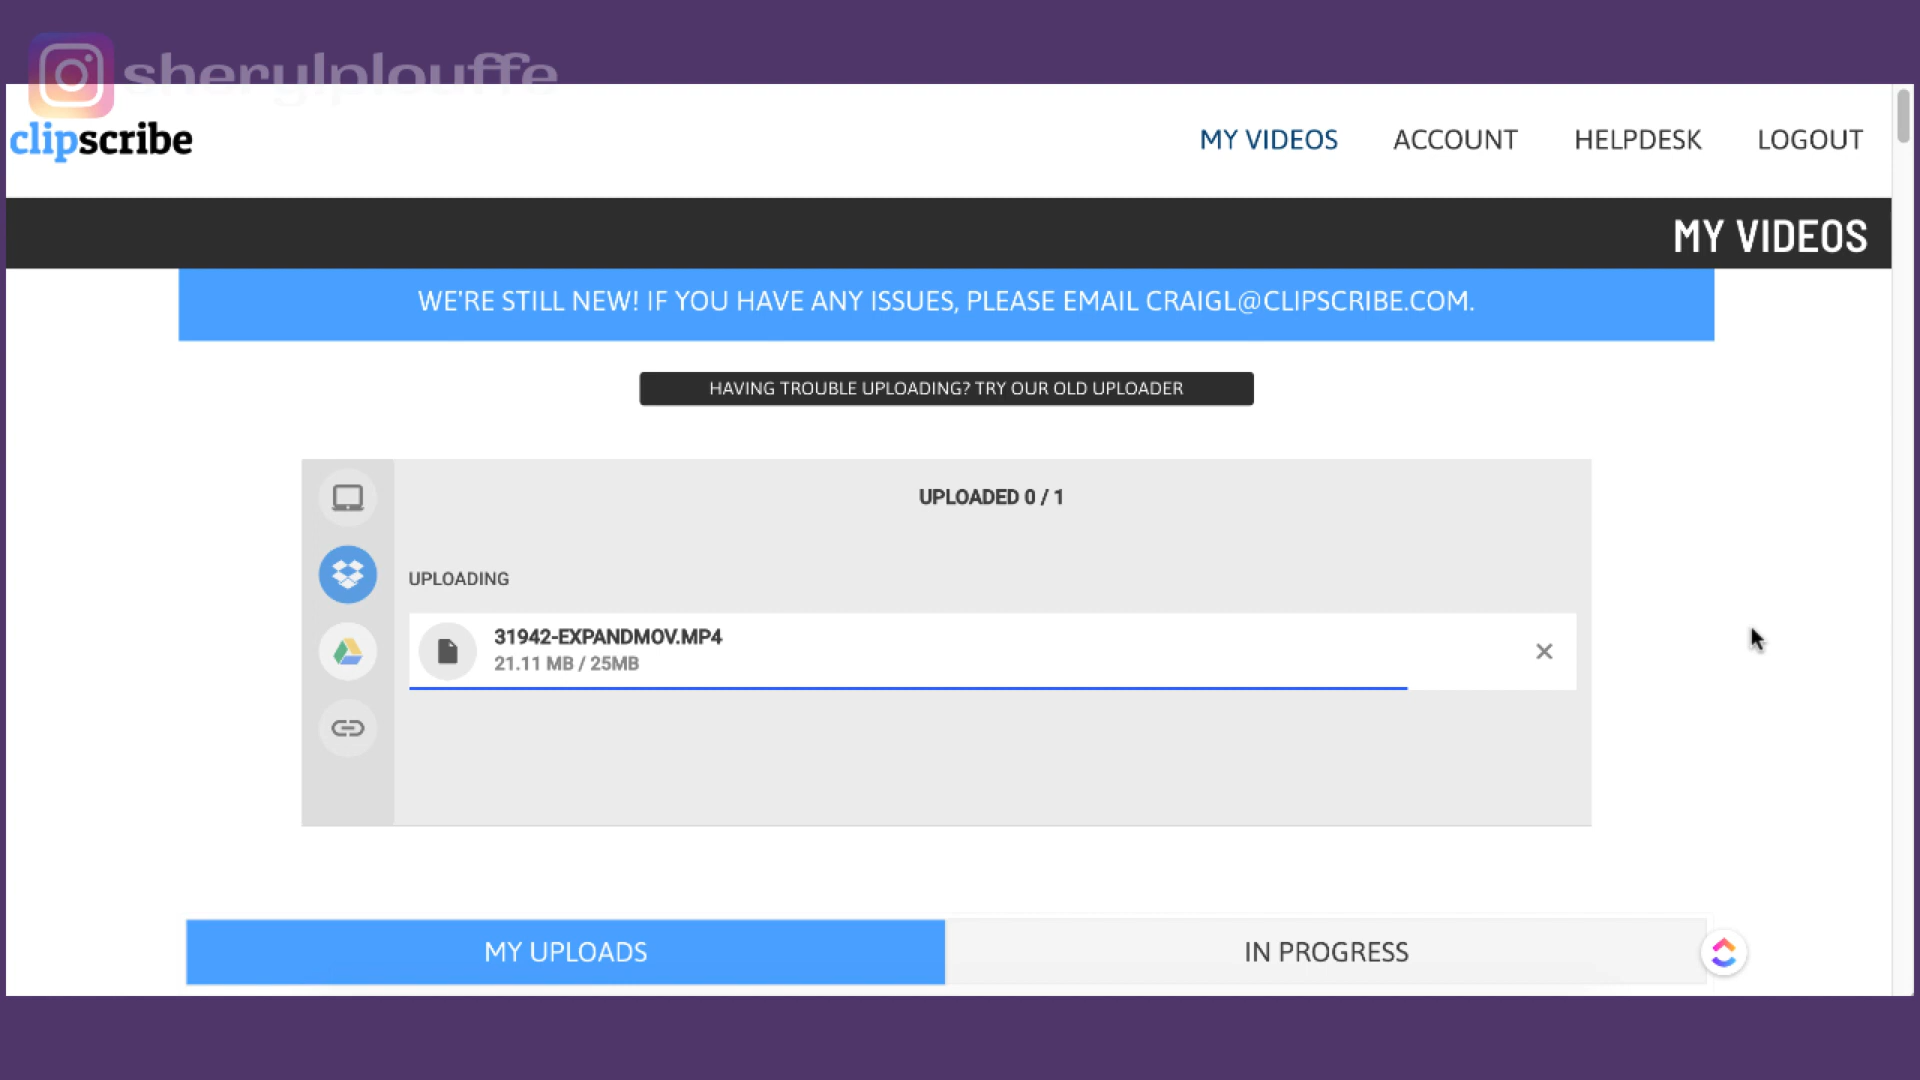 sherylplouffe
clipscribe
MY VIDEOS
ACCOUNT
HELPDESK
LOGOUT
MY VIDEOS
WE'RE STILL NEW! IF YOU HAVE ANY ISSUES, PLEASE EMAIL CRAIGL@CLIPSCRIBE.COM.
HAVING TROUBLE UPLOADING? TRY OUR OLD UPLOADER
UPLOADED 0 / 1
UPLOADING
31942-EXPANDMOV.MP4
21.11 MB / 25MB
MY UPLOADS
IN PROGRESS